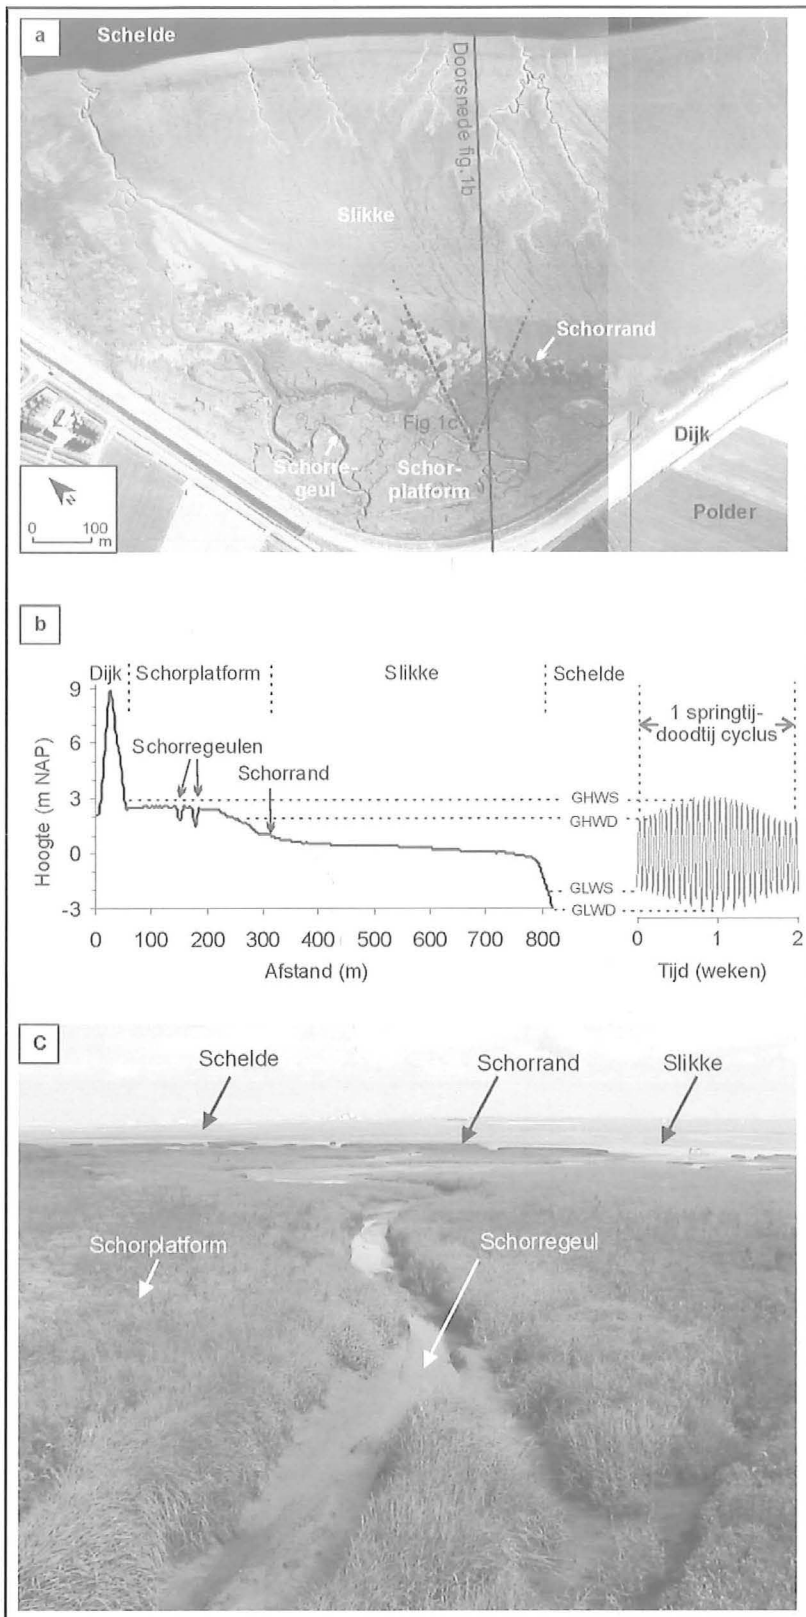 a
Schelde
Doorsnede fig.1b
Slikke
Schorrand
Fig 1c
Schorre-
geul
Schor-
platform
Dijk
Polder
N
0 100
m
b
Dijk Schorplatform Slikke Schelde
1 springtij-
doodtij cyclus
Schorregeulen
Schorrand
Hoogte (m NAP)
9
6
3
0
-3
GHWS
GHWD
GLWS
GLWD
0 100 200 300 400 500 600 700 800
0 1 2
Afstand (m)
Tijd (weken)
c
Schelde Schorrand Slikke
Schorplatform Schorregeul